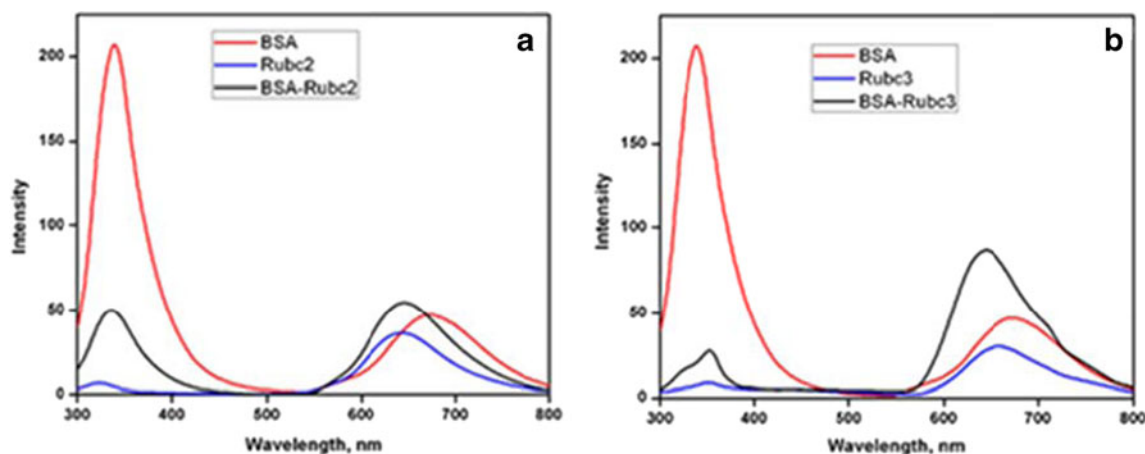 a
BSA
Rubc2
BSA-Rubc2
200
150
100
50
0
Intensity
300 400 500 600 700 800
Wavelength, nm
b
BSA
Rubc3
BSA-Rubc3
200
150
100
50
0
Intensity
300 400 500 600 700 800
Wavelength, nm